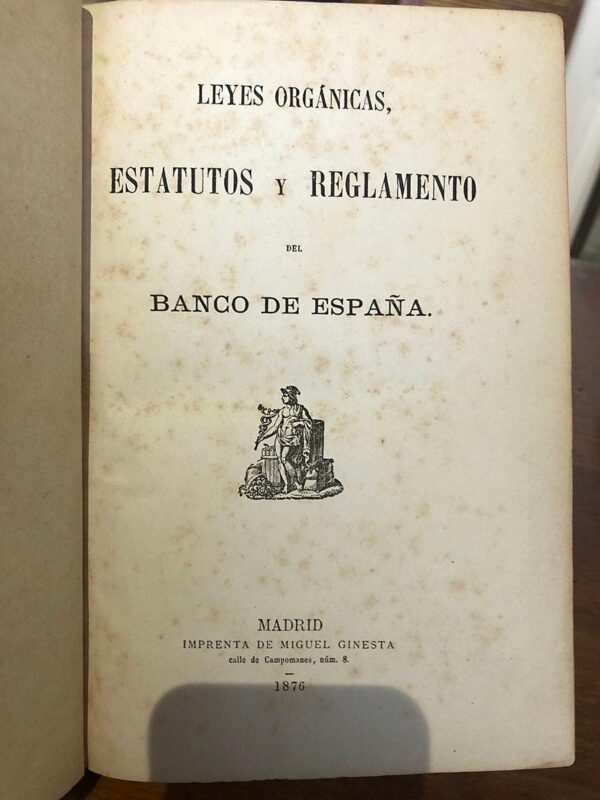 LEYES ORGÁNICAS,
ESTATUTOS Y REGLAMENTO
DEL
BANCO DE ESPAÑA.
MADRID
IMPRENTA DE MIGUEL GINESTA
calle de Campomanes, núm. 8.
1876